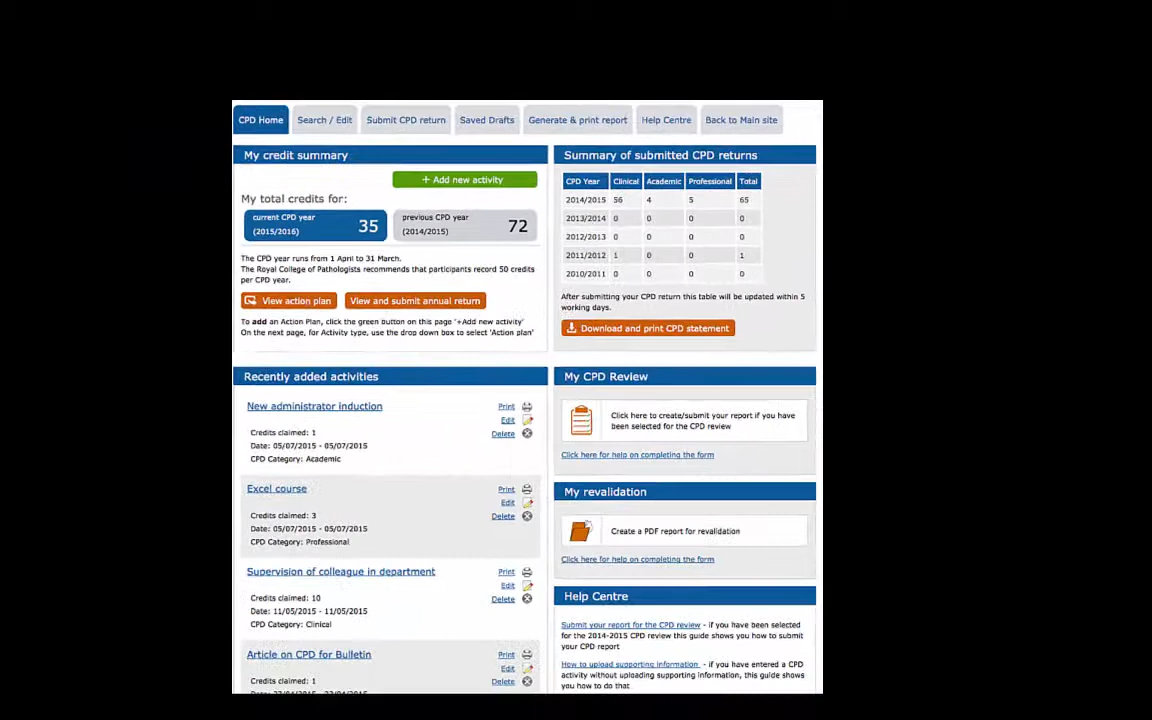 CPD Home
Search / Edit
Submit CPD return
Saved Drafts
Generate & print report
Help Centre
Back to Main site
My credit summary
+ Add new activity
My total credits for:
current CPD year
(2015/2016)
35
previous CPD year
(2014/2015)
72
The CPD year runs from 1 April to 31 March.
The Royal College of Pathologists recommends that participants record 50 credits
per CPD year.
View action plan
View and submit annual return
To add an Action Plan, click the green button on this page '+Add new activity'
On the next page, for Activity type, use the drop down box to select 'Action plan'
Summary of submitted CPD returns
CPD Year Clinical Academic Professional Total
2014/2015 56 4 5 65
2013/2014 0 0 0 0
2012/2013 0 0 0 0
2011/2012 1 0 0 1
2010/2011 0 0 0 0
After submitting your CPD return this table will be updated within 5
working days.
Download and print CPD statement
Recently added activities
New administrator induction
Print
Edit
Delete
Credits claimed: 1
Date: 05/07/2015 - 05/07/2015
CPD Category: Academic
Excel course
Print
Edit
Delete
Credits claimed: 3
Date: 05/07/2015 - 05/07/2015
CPD Category: Professional
Supervision of colleague in department
Print
Edit
Delete
Credits claimed: 10
Date: 11/05/2015 - 11/05/2015
CPD Category: Clinical
Article on CPD for Bulletin
Print
Edit
Delete
Credits claimed: 1
My CPD Review
Click here to create/submit your report if you have
been selected for the CPD review
Click here for help on completing the form
My revalidation
Create a PDF report for revalidation
Click here for help on completing the form
Help Centre
Submit your report for the CPD review - if you have been selected
for the 2014-2015 CPD review this guide shows you how to submit
your CPD report
How to upload supporting information - if you have entered a CPD
activity without uploading supporting information, this guide shows
you how to do that